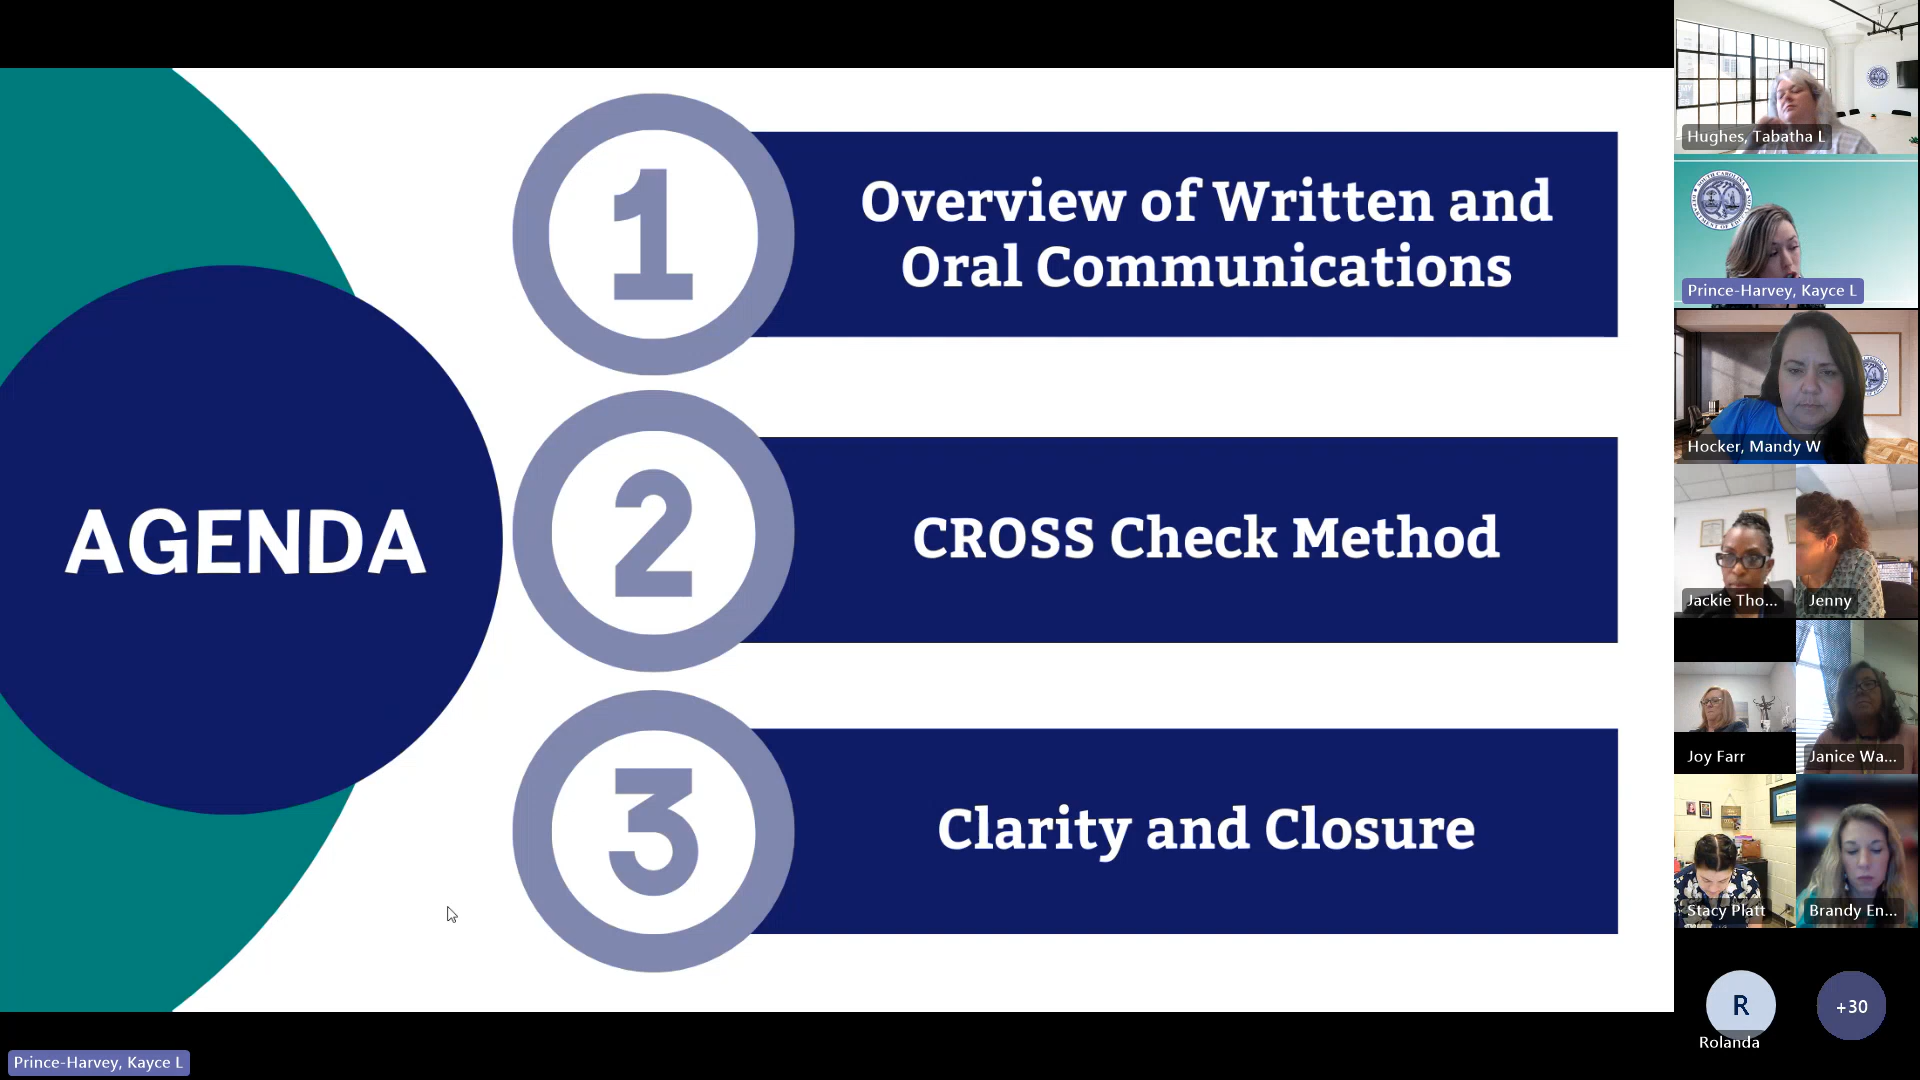 AGENDA
1
Overview of Written and
Oral Communications
2
CROSS Check Method
3
Clarity and Closure
Hughes, Tabatha L
Prince-Harvey, Kayce L
Hocker, Mandy W
Jackie Tho...
Jenny
Joy Farr
Janice Wa...
Stacy Platt
Brandy En...
R
Rolanda
+30
Prince-Harvey, Kayce L